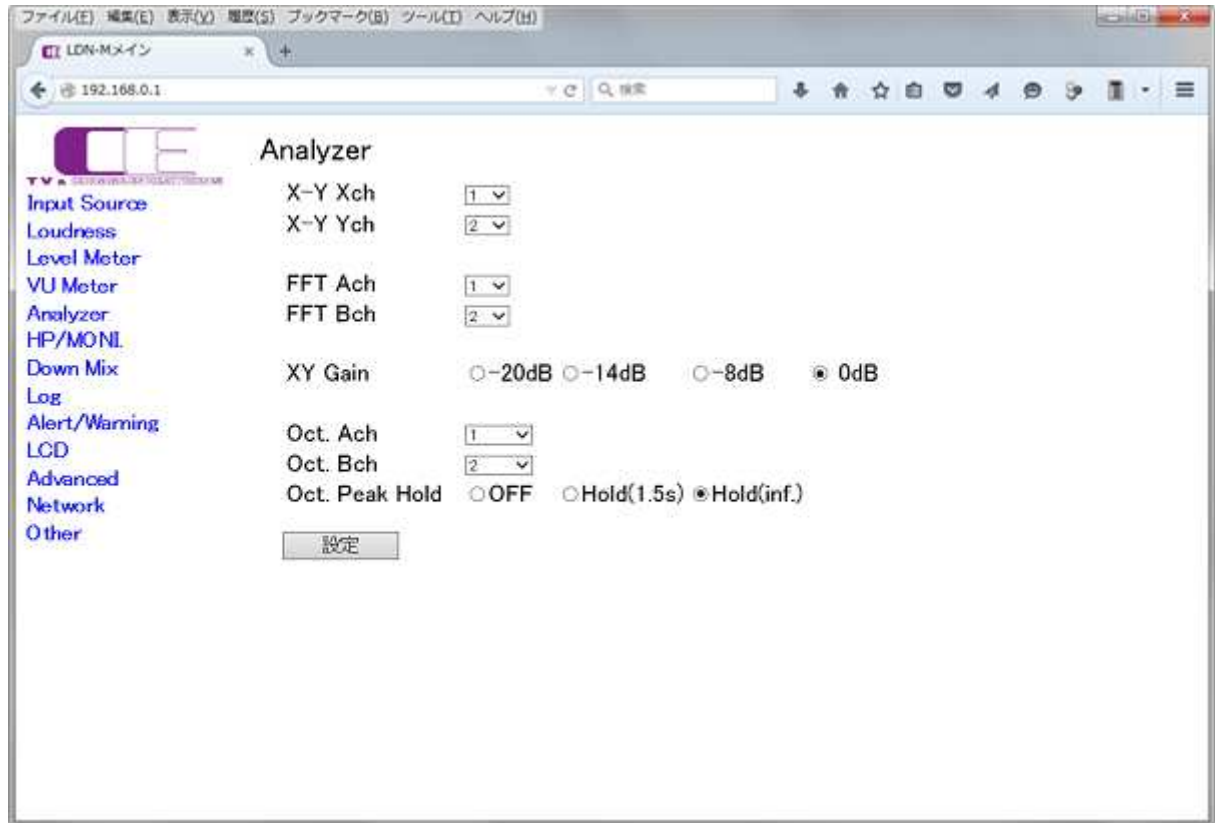 ファイル(F) 編集(E) 表示(V) 履歴(S) ブックマーク(B) ツール(T) ヘルプ(H)
LDN-Mメイン × +
192.168.0.1 検索
Analyzer
X-Y Xch 1
X-Y Ych 2
FFT Ach 1
FFT Bch 2
XY Gain -20dB -14dB -8dB 0dB
Oct. Ach 1
Oct. Bch 2
Oct. Peak Hold OFF Hold(1.5s) Hold(inf.)
設定
CIE
Input Source
Loudness
Level Meter
VU Meter
Analyzer
HP/MONI.
Down Mix
Log
Alert/Warning
LCD
Advanced
Network
Other